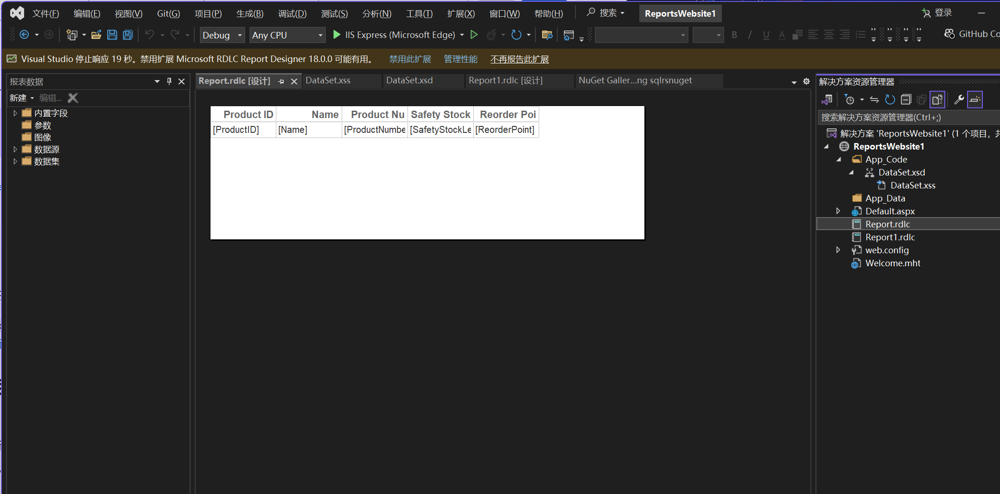 文件(F) 编辑(E) 视图(V) Git(G) 项目(P) 生成(B) 调试(D) 测试(S) 分析(N) 工具(T) 扩展(X) 窗口(W) 帮助(H) 搜索 ReportsWebsite1 登录
Debug Any CPU IIS Express (Microsoft Edge) B I U A GitHub Co
Visual Studio 停止响应 19 秒。禁用扩展 Microsoft RDLC Report Designer 18.0.0 可能有用。 禁用此扩展 管理性能 不再报告此扩展
报表数据
新建 编辑...
内置字段
参数
图像
数据源
数据集
Report.rdlc [设计] DataSet.xss DataSet.xsd Report1.rdlc [设计] NuGet Galler...ng sqlrsnuget
Product ID Name Product Nu Safety Stock Reorder Poi
[ProductID] [Name] [ProductNumbe [SafetyStockLe [ReorderPoint]
解决方案资源管理器
搜索解决方案资源管理器(Ctrl+;)
解决方案 'ReportsWebsite1' (1 个项目，共
ReportsWebsite1
App_Code
DataSet.xsd
DataSet.xss
App_Data
Default.aspx
Report.rdlc
Report1.rdlc
web.config
Welcome.mht